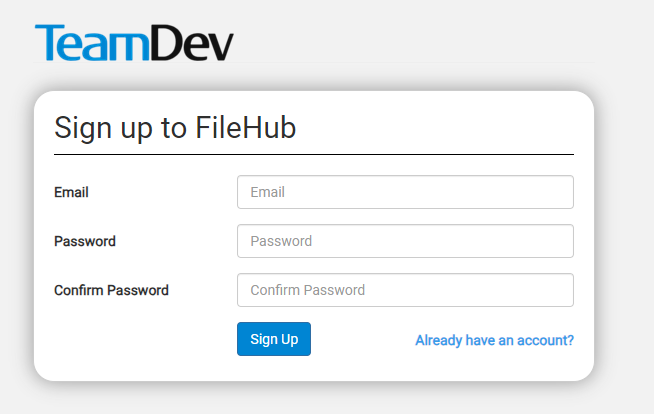 TeamDev
Sign up to FileHub
Email Email
Password Password
Confirm Password Confirm Password
Sign Up Already have an account?